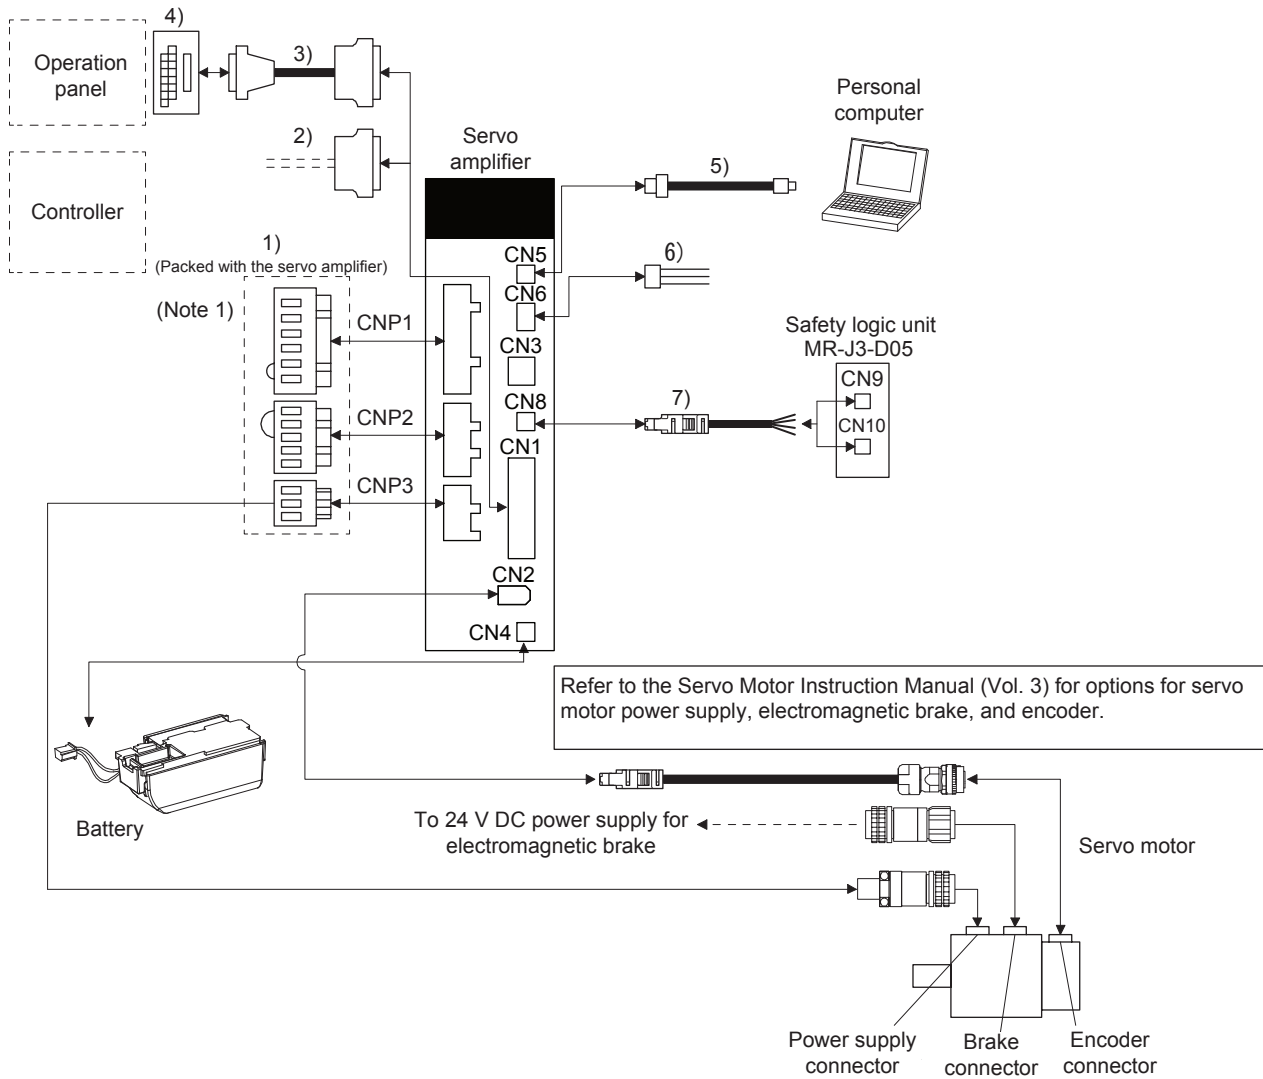 4)
Operation
panel
3)
2)
Controller
1)
(Packed with the servo amplifier)
(Note 1)
CNP1
CNP2
CNP3
Servo
amplifier
CN5
CN6
CN3
CN8
CN1
CN2
CN4
5)
Personal
computer
6)
7)
Safety logic unit
MR-J3-D05
CN9
CN10
Refer to the Servo Motor Instruction Manual (Vol. 3) for options for servo
motor power supply, electromagnetic brake, and encoder.
Battery
To 24 V DC power supply for
electromagnetic brake
Servo motor
Power supply
connector
Brake
connector
Encoder
connector